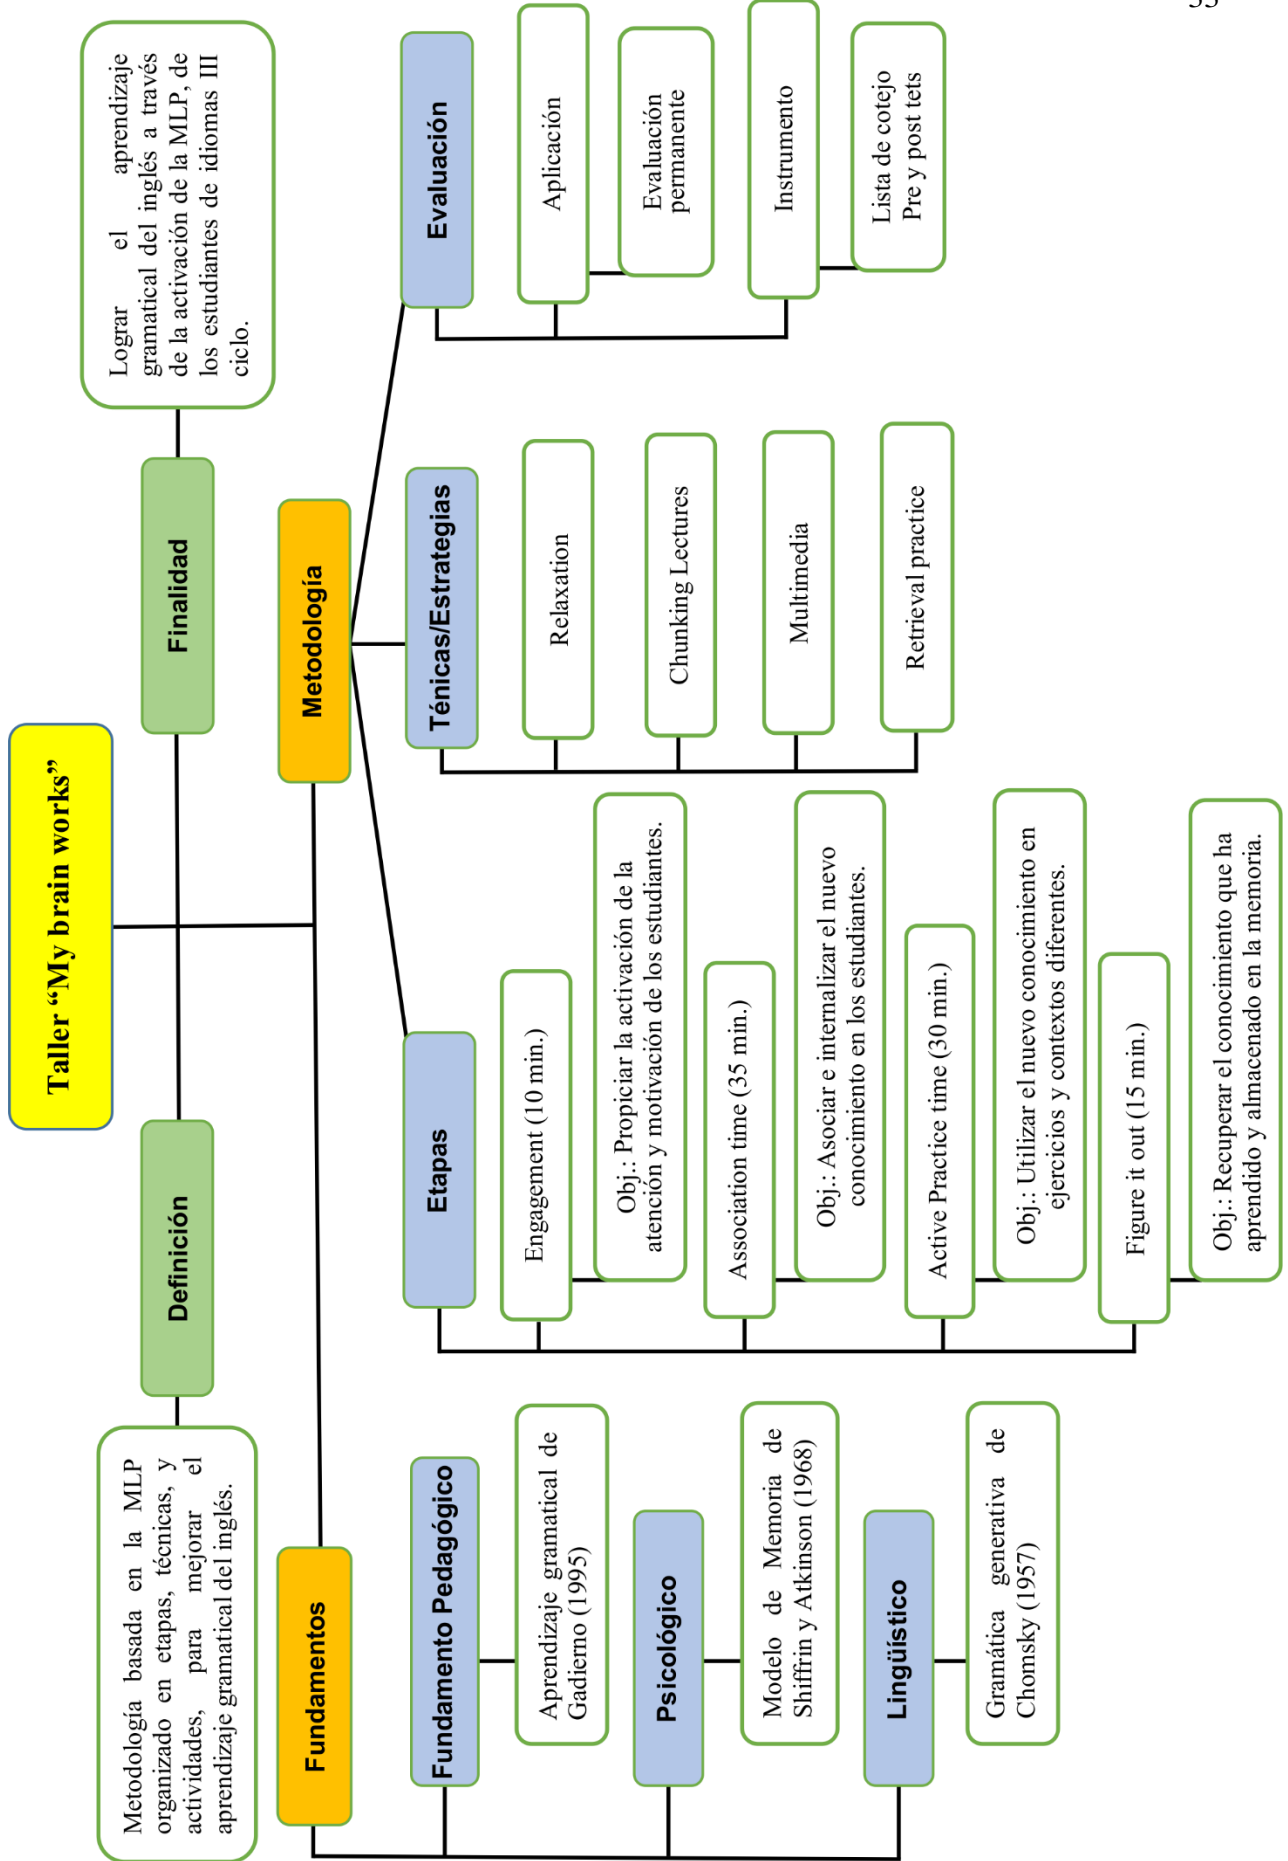 Taller “My brain works”
Definición
Metodología basada en la MLP
organizado en etapas, técnicas, y
actividades, para mejorar el
aprendizaje gramatical del inglés.
Finalidad
Lograr el aprendizaje
gramatical del inglés a través
de la activación de la MLP, de
los estudiantes de idiomas III
ciclo.
Fundamentos
Fundamento Pedagógico
Aprendizaje gramatical de
Gadierno (1995)
Psicológico
Modelo de Memoria de
Shiffrin y Atkinson (1968)
Lingüístico
Gramática generativa de
Chomsky (1957)
Metodología
Etapas
Engagement (10 min.)
Obj.: Propiciar la activación de la
atención y motivación de los estudiantes.
Association time (35 min.)
Obj.: Asociar e internalizar el nuevo
conocimiento en los estudiantes.
Active Practice time (30 min.)
Obj.: Utilizar el nuevo conocimiento en
ejercicios y contextos diferentes.
Figure it out (15 min.)
Obj.: Recuperar el conocimiento que ha
aprendido y almacenado en la memoria.
Ténicas/Estrategias
Relaxation
Chunking Lectures
Multimedia
Retrieval practice
Evaluación
Aplicación
Evaluación
permanente
Instrumento
Lista de cotejo
Pre y post tets